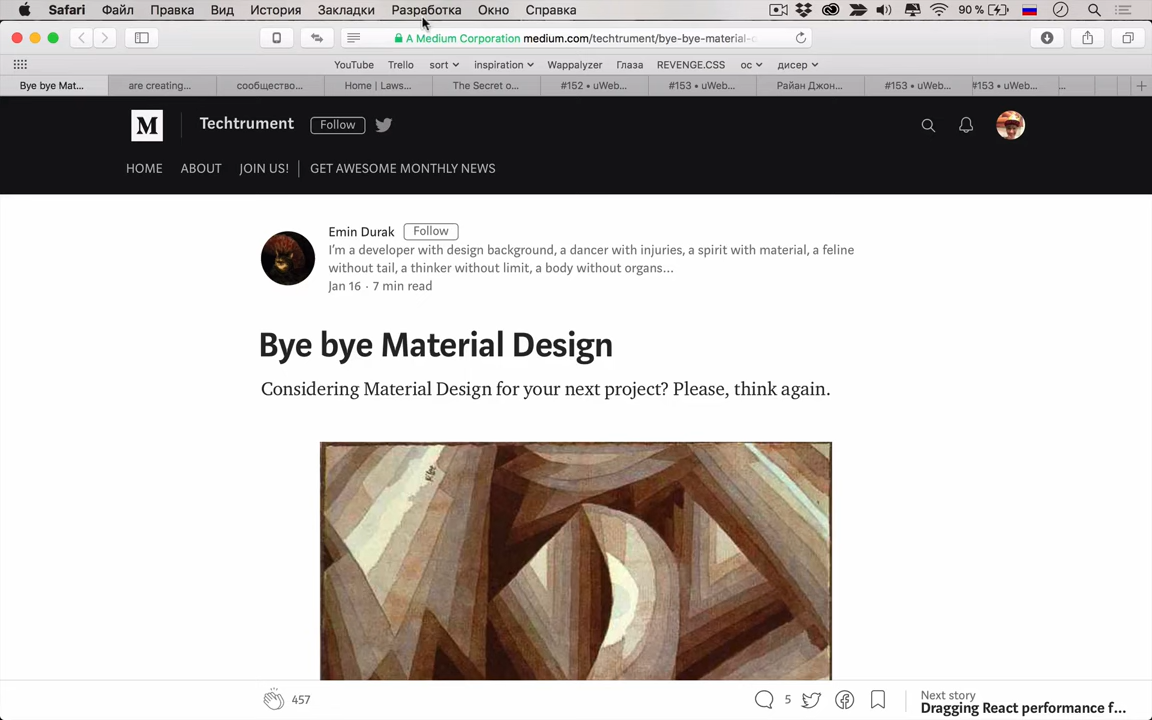 Safari Файл Правка Вид История Закладки Разработка Окно Справка 90 %
A Medium Corporation medium.com/techtrument/bye-bye-material-d
YouTube Trello sort inspiration Wappalyzer Глаза REVENGE.CSS ос дисер
Bye bye Mat... are creating... сообщество... Home | Laws... The Secret o... #152 • uWeb... #153 • uWeb... Райан Джон... #153 • uWeb... #153 • uWeb... ...
M Techtrument Follow
HOME ABOUT JOIN US! GET AWESOME MONTHLY NEWS
Emin Durak Follow
I'm a developer with design background, a dancer with injuries, a spirit with material, a feline
without tail, a thinker without limit, a body without organs...
Jan 16 · 7 min read
Bye bye Material Design
Considering Material Design for your next project? Please, think again.
457 5 Next story
Dragging React performance f...